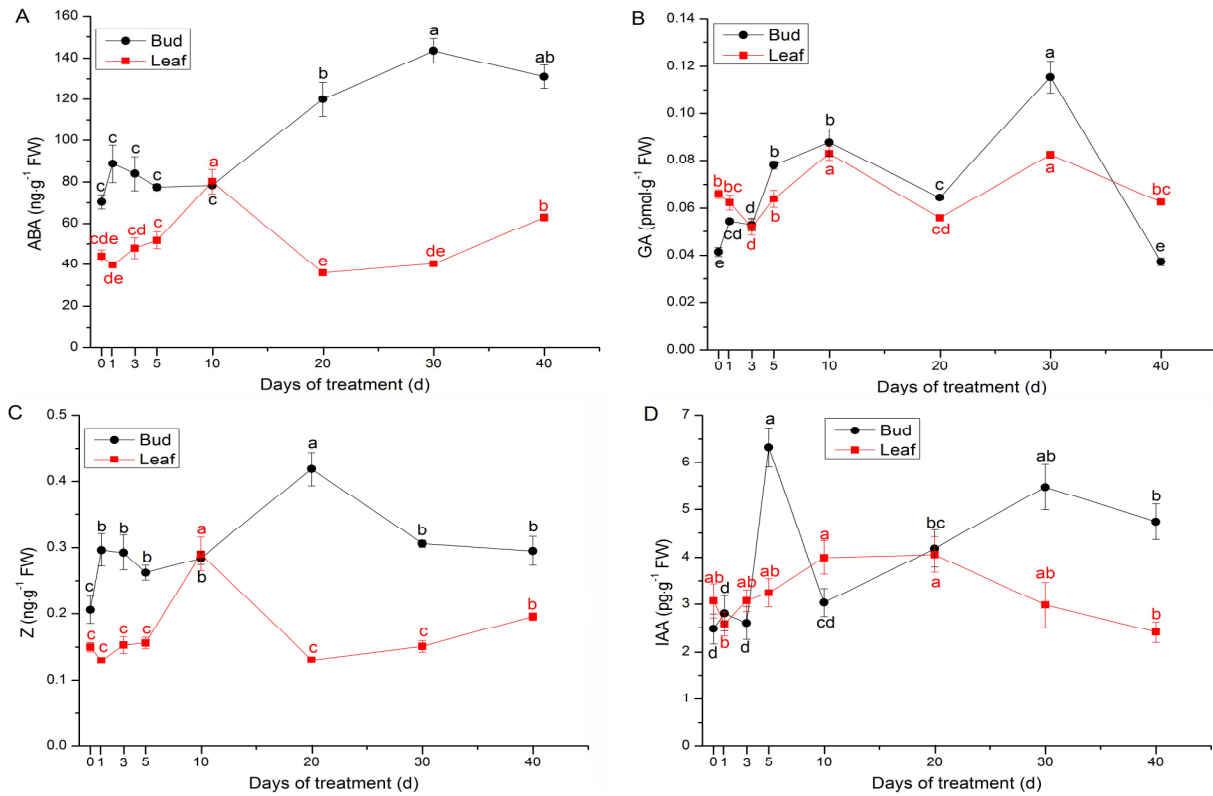 A
Bud
Leaf
ABA (ng·g⁻¹ FW)
160
140
120
100
80
60
40
20
0
c
c
c
c
c
b
a
ab
cde
de
cd
c
a
e
de
b
0 1 3 5 10 20 30 40
Days of treatment (d)
B
Bud
Leaf
GA (pmol·g⁻¹ FW)
0.14
0.12
0.10
0.08
0.06
0.04
0.02
0.00
e
cd
d
b
b
c
a
e
b
bc
d
b
a
cd
a
bc
0 1 3 5 10 20 30 40
Days of treatment (d)
C
Bud
Leaf
Z (ng·g⁻¹ FW)
0.5
0.4
0.3
0.2
0.1
0.0
c
b
b
b
b
a
b
b
c
c
c
c
a
c
c
b
0 1 3 5 10 20 30 40
Days of treatment (d)
D
Bud
Leaf
IAA (pg·g⁻¹ FW)
7
6
5
4
3
2
1
0
d
d
d
a
cd
bc
ab
b
ab
b
ab
ab
a
a
ab
b
0 1 3 5 10 20 30 40
Days of treatment (d)